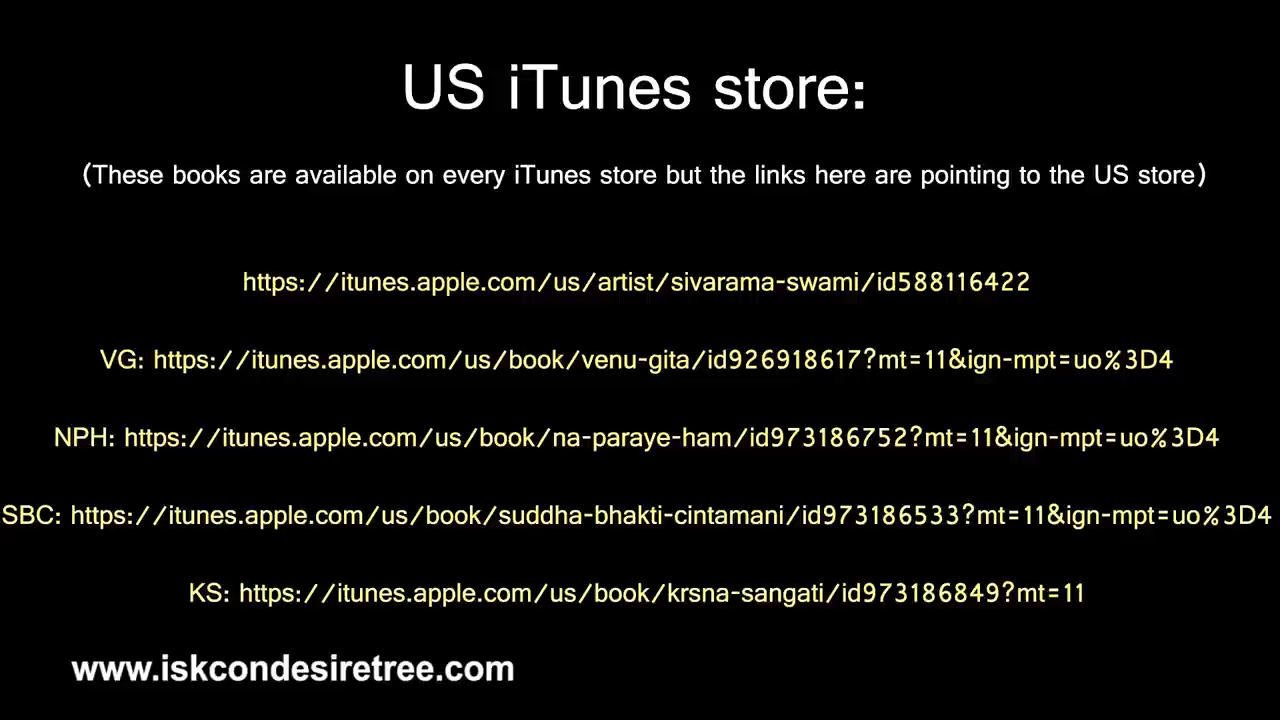 US iTunes store:
(These books are available on every iTunes store but the links here are pointing to the US store)
https://itunes.apple.com/us/artist/sivarama-swami/id588116422
VG: https://itunes.apple.com/us/book/venu-gita/id926918617?mt=11&ign-mpt=uo%3D4
NPH: https://itunes.apple.com/us/book/na-paraye-ham/id973186752?mt=11&ign-mpt=uo%3D4
SBC: https://itunes.apple.com/us/book/suddha-bhakti-cintamani/id973186533?mt=11&ign-mpt=uo%3D4
KS: https://itunes.apple.com/us/book/krsna-sangati/id973186849?mt=11
www.iskcondesiretree.com